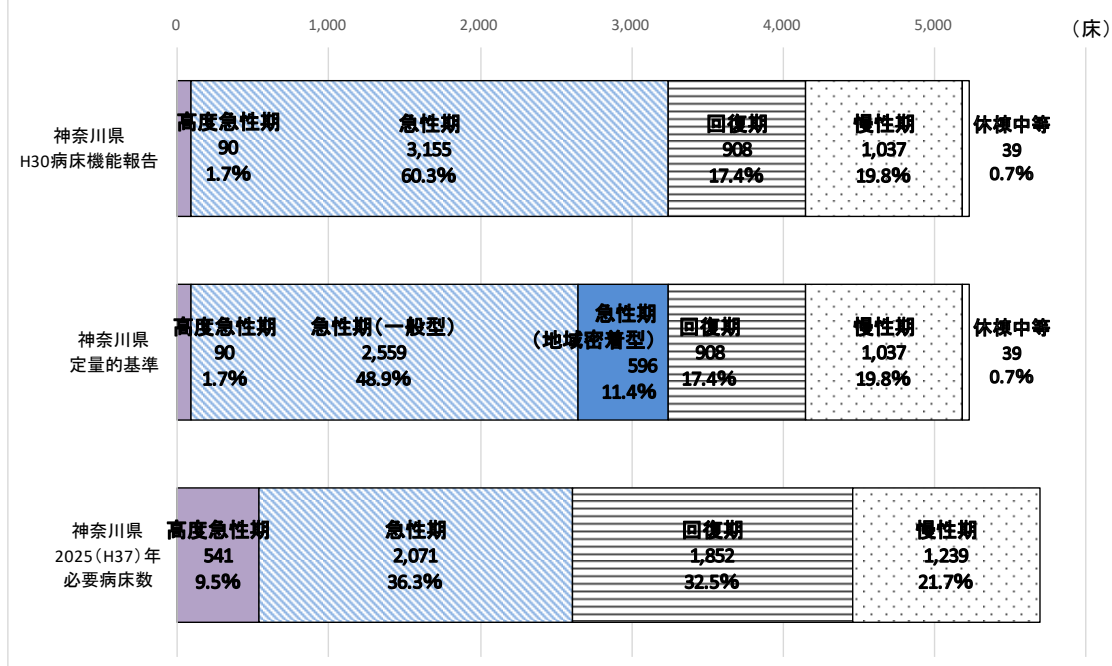 0 1,000 2,000 3,000 4,000 5,000
（床）
神奈川県
H30病床機能報告
高度急性期
90
1.7%
急性期
3,155
60.3%
回復期
908
17.4%
慢性期
1,037
19.8%
休棟中等
39
0.7%
神奈川県
定量的基準
高度急性期
90
1.7%
急性期（一般型）
2,559
48.9%
急性期
（地域密着型）
596
11.4%
回復期
908
17.4%
慢性期
1,037
19.8%
休棟中等
39
0.7%
神奈川県
2025（H37）年
必要病床数
高度急性期
541
9.5%
急性期
2,071
36.3%
回復期
1,852
32.5%
慢性期
1,239
21.7%